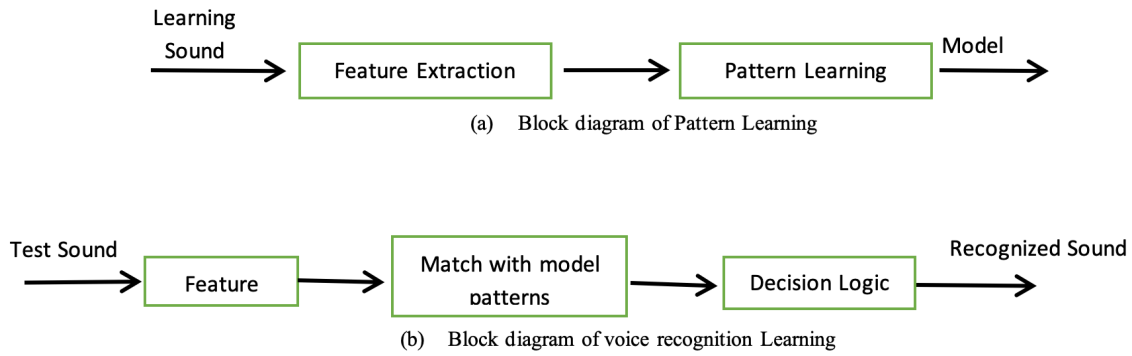 Learning
Sound
Feature Extraction
Pattern Learning
Model
(a) Block diagram of Pattern Learning
Test Sound
Feature
Match with model
patterns
Decision Logic
Recognized Sound
(b) Block diagram of voice recognition Learning